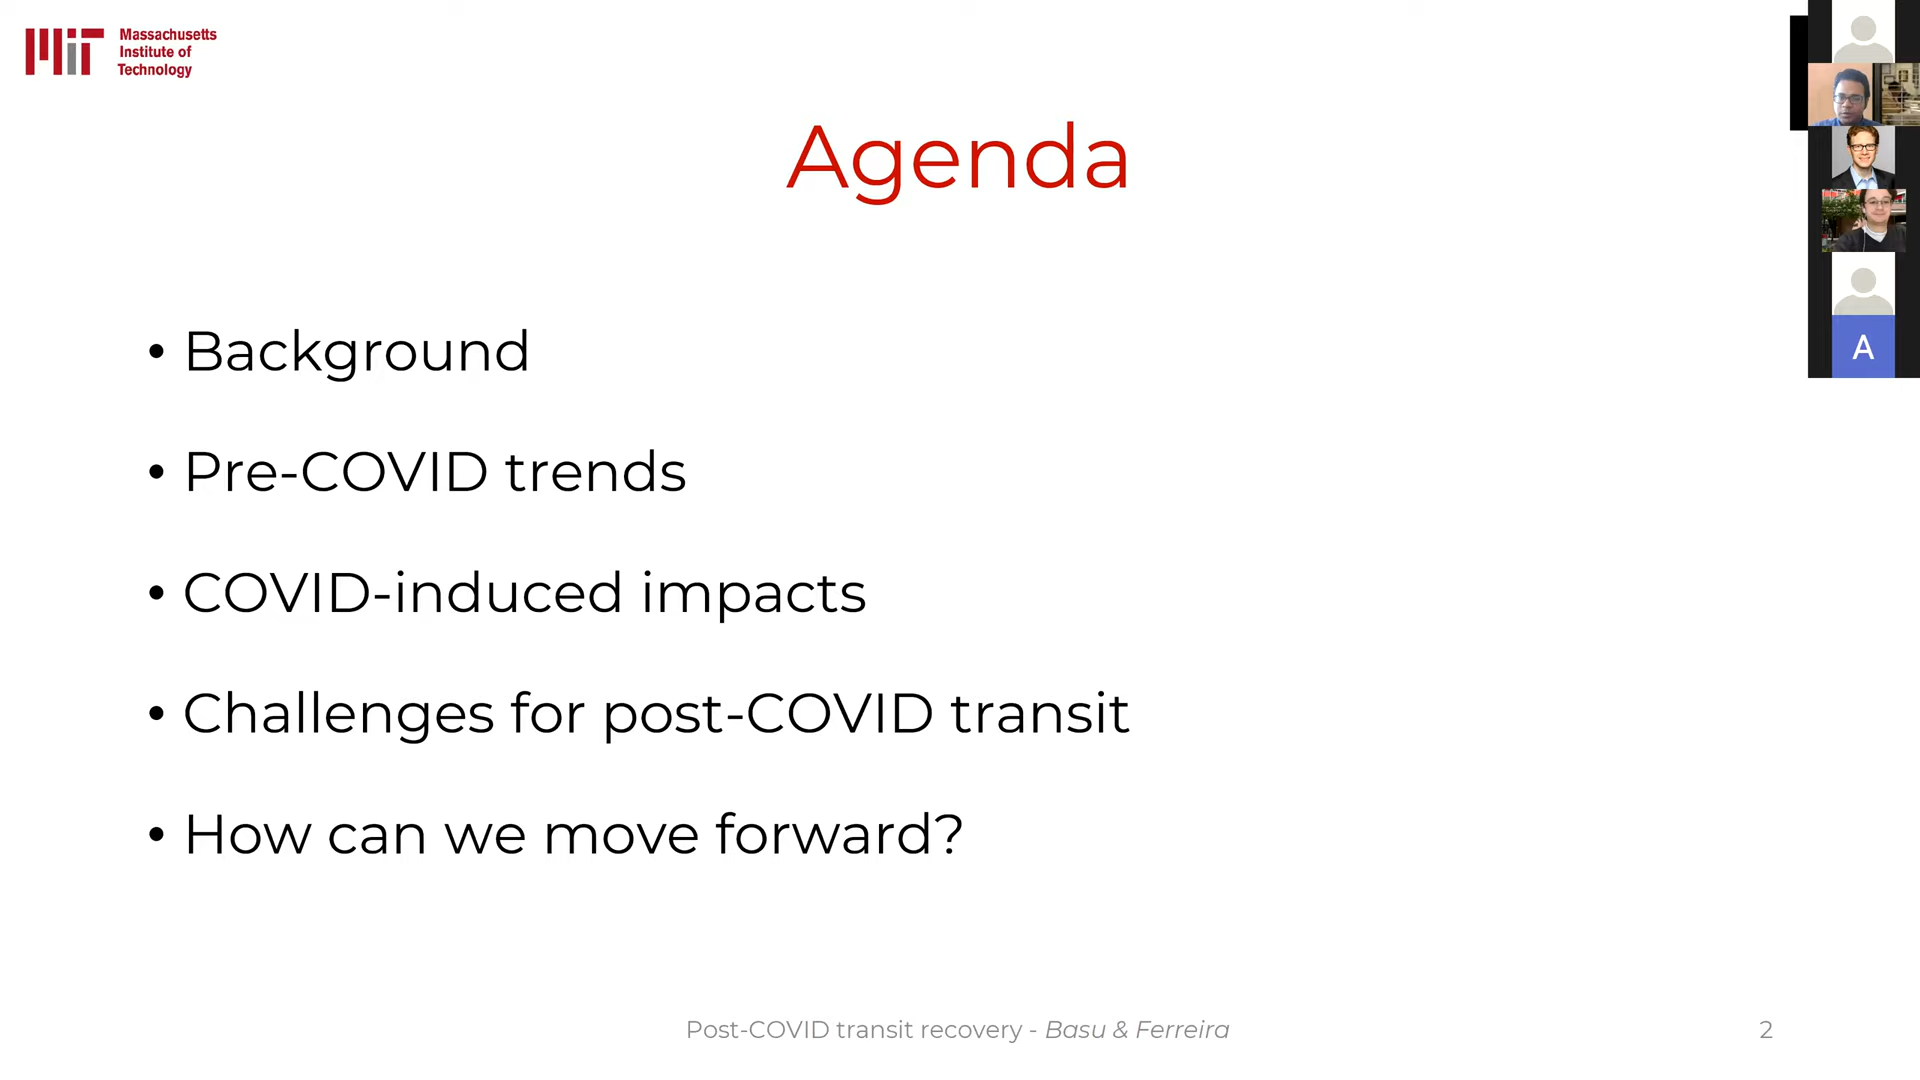 Massachusetts
Institute of
Technology
Agenda
• Background
• Pre-COVID trends
• COVID-induced impacts
• Challenges for post-COVID transit
• How can we move forward?
A
Post-COVID transit recovery - Basu & Ferreira
2